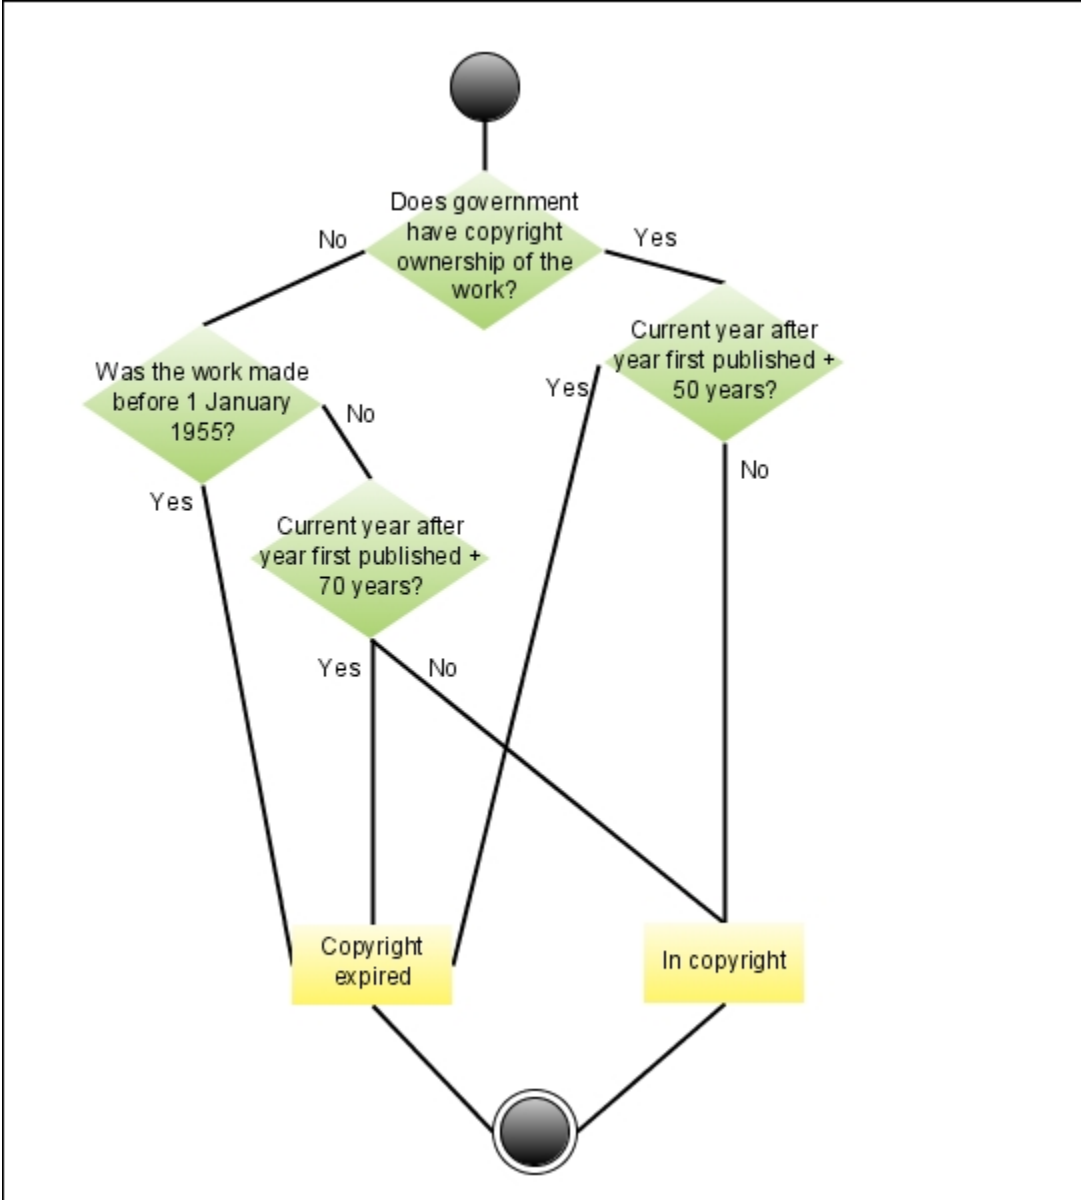 Does government
have copyright
ownership of the
work?
No
Yes
Was the work made
before 1 January
1955?
No
Yes
Current year after
year first published +
50 years?
Yes
No
Current year after
year first published +
70 years?
Yes
No
Copyright
expired
In copyright